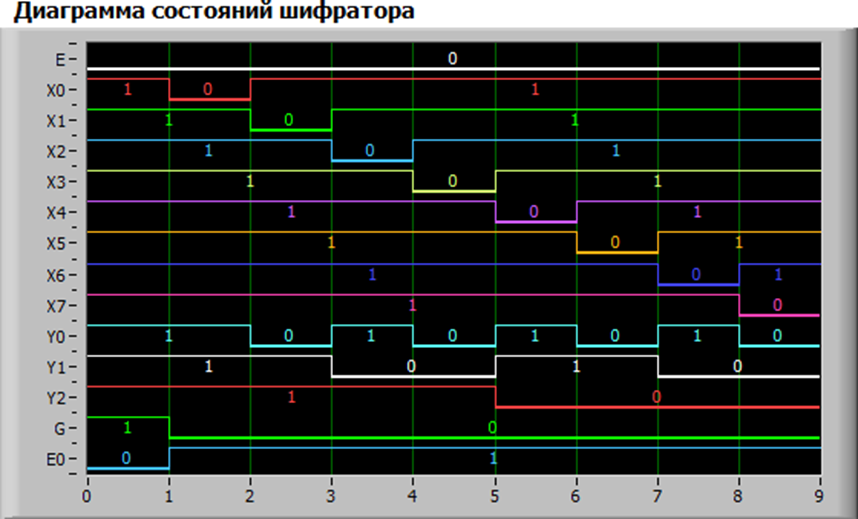 Диаграмма состояний шифратора
E 0
X0 1 0 1
X1 1 0 1
X2 1 0 1
X3 1 0 1
X4 1 0 1
X5 1 0 1
X6 1 0 1
X7 1 0
Y0 1 0 1 0 1 0 1 0
Y1 1 0 1 0
Y2 1 0
G 1 0
E0 0 1
0 1 2 3 4 5 6 7 8 9